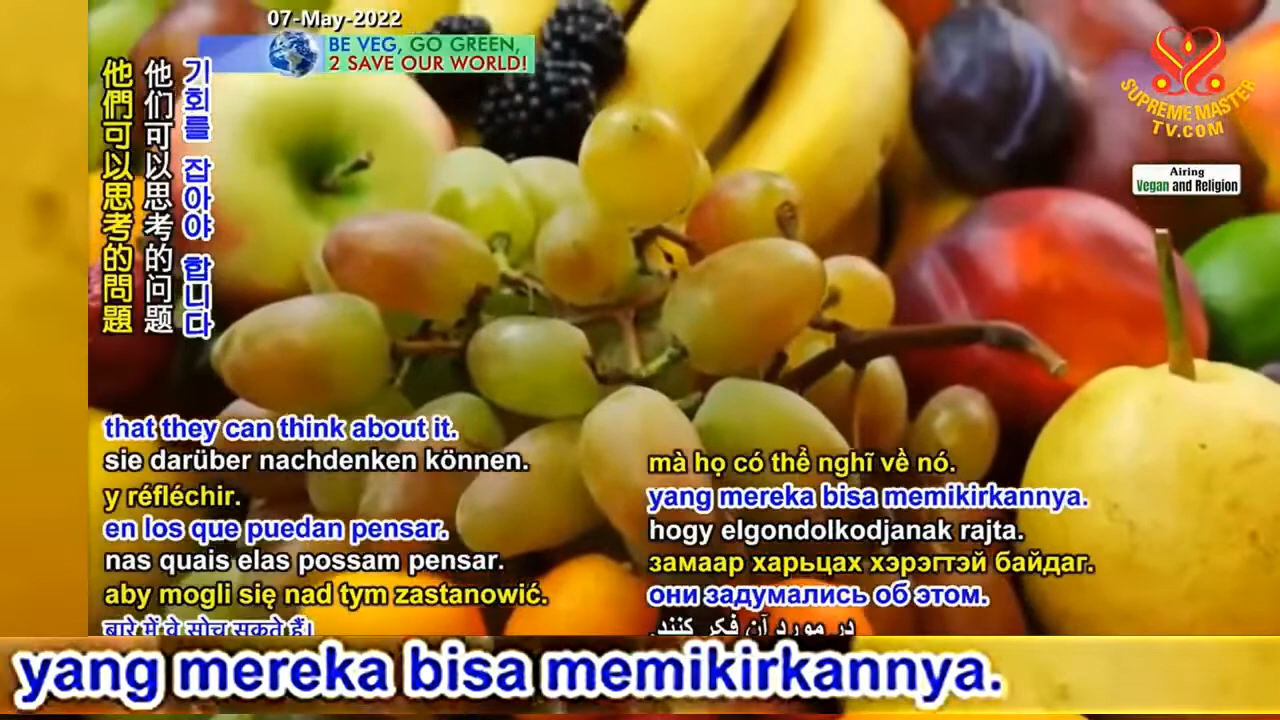 07-May-2022
BE VEG, GO GREEN,
2 SAVE OUR WORLD!
SUPREME MASTER
TV.COM
Airing
Vegan and Religion
기회를 잡아야 합니다
他们可以思考的问题
他們可以思考的問題
that they can think about it.
sie darüber nachdenken können.
y réfléchir.
en los que puedan pensar.
nas quais elas possam pensar.
aby mogli się nad tym zastanowić.
बारे में वे सोच सकते हैं।
mà họ có thể nghĩ về nó.
yang mereka bisa memikirkannya.
hogy elgondolkodjanak rajta.
замаар харьцах хэрэгтэй байдаг.
они задумались об этом.
در مورد آن فکر کنند.
yang mereka bisa memikirkannya.